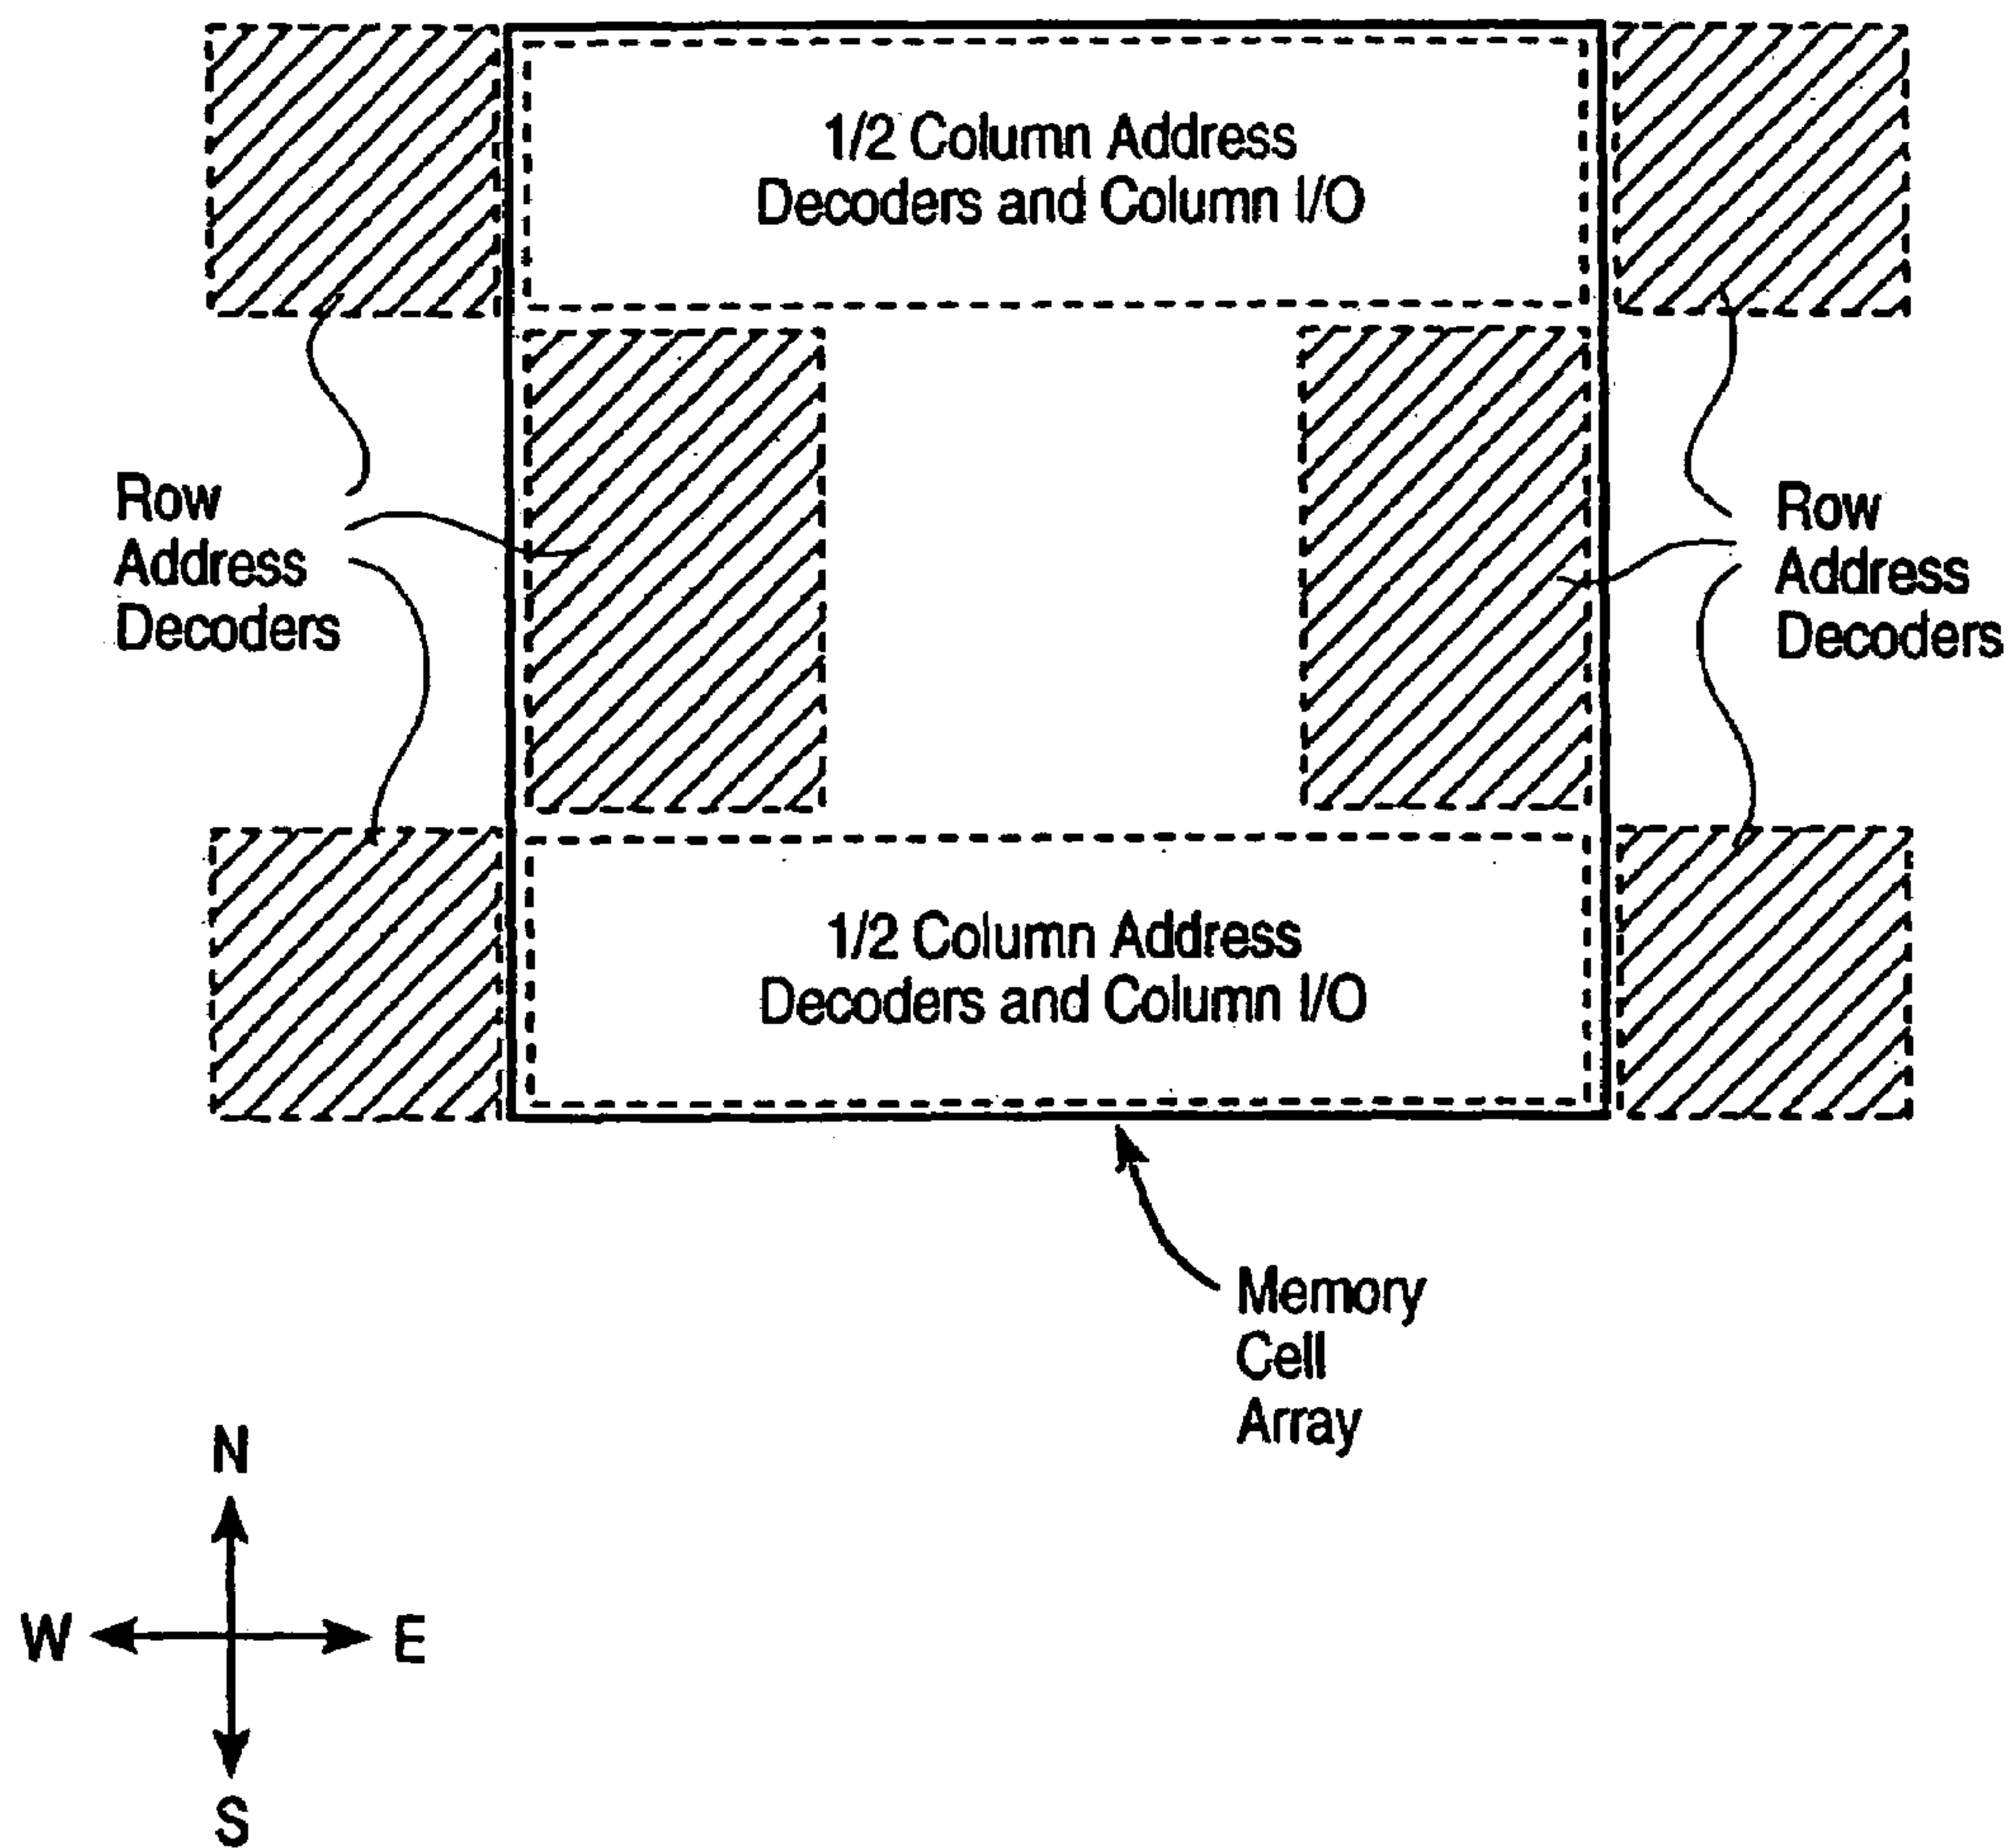 1/2 Column Address
Decoders and Column I/O
Row
Address
Decoders
Row
Address
Decoders
1/2 Column Address
Decoders and Column I/O
Memory
Cell
Array
N
W
E
S